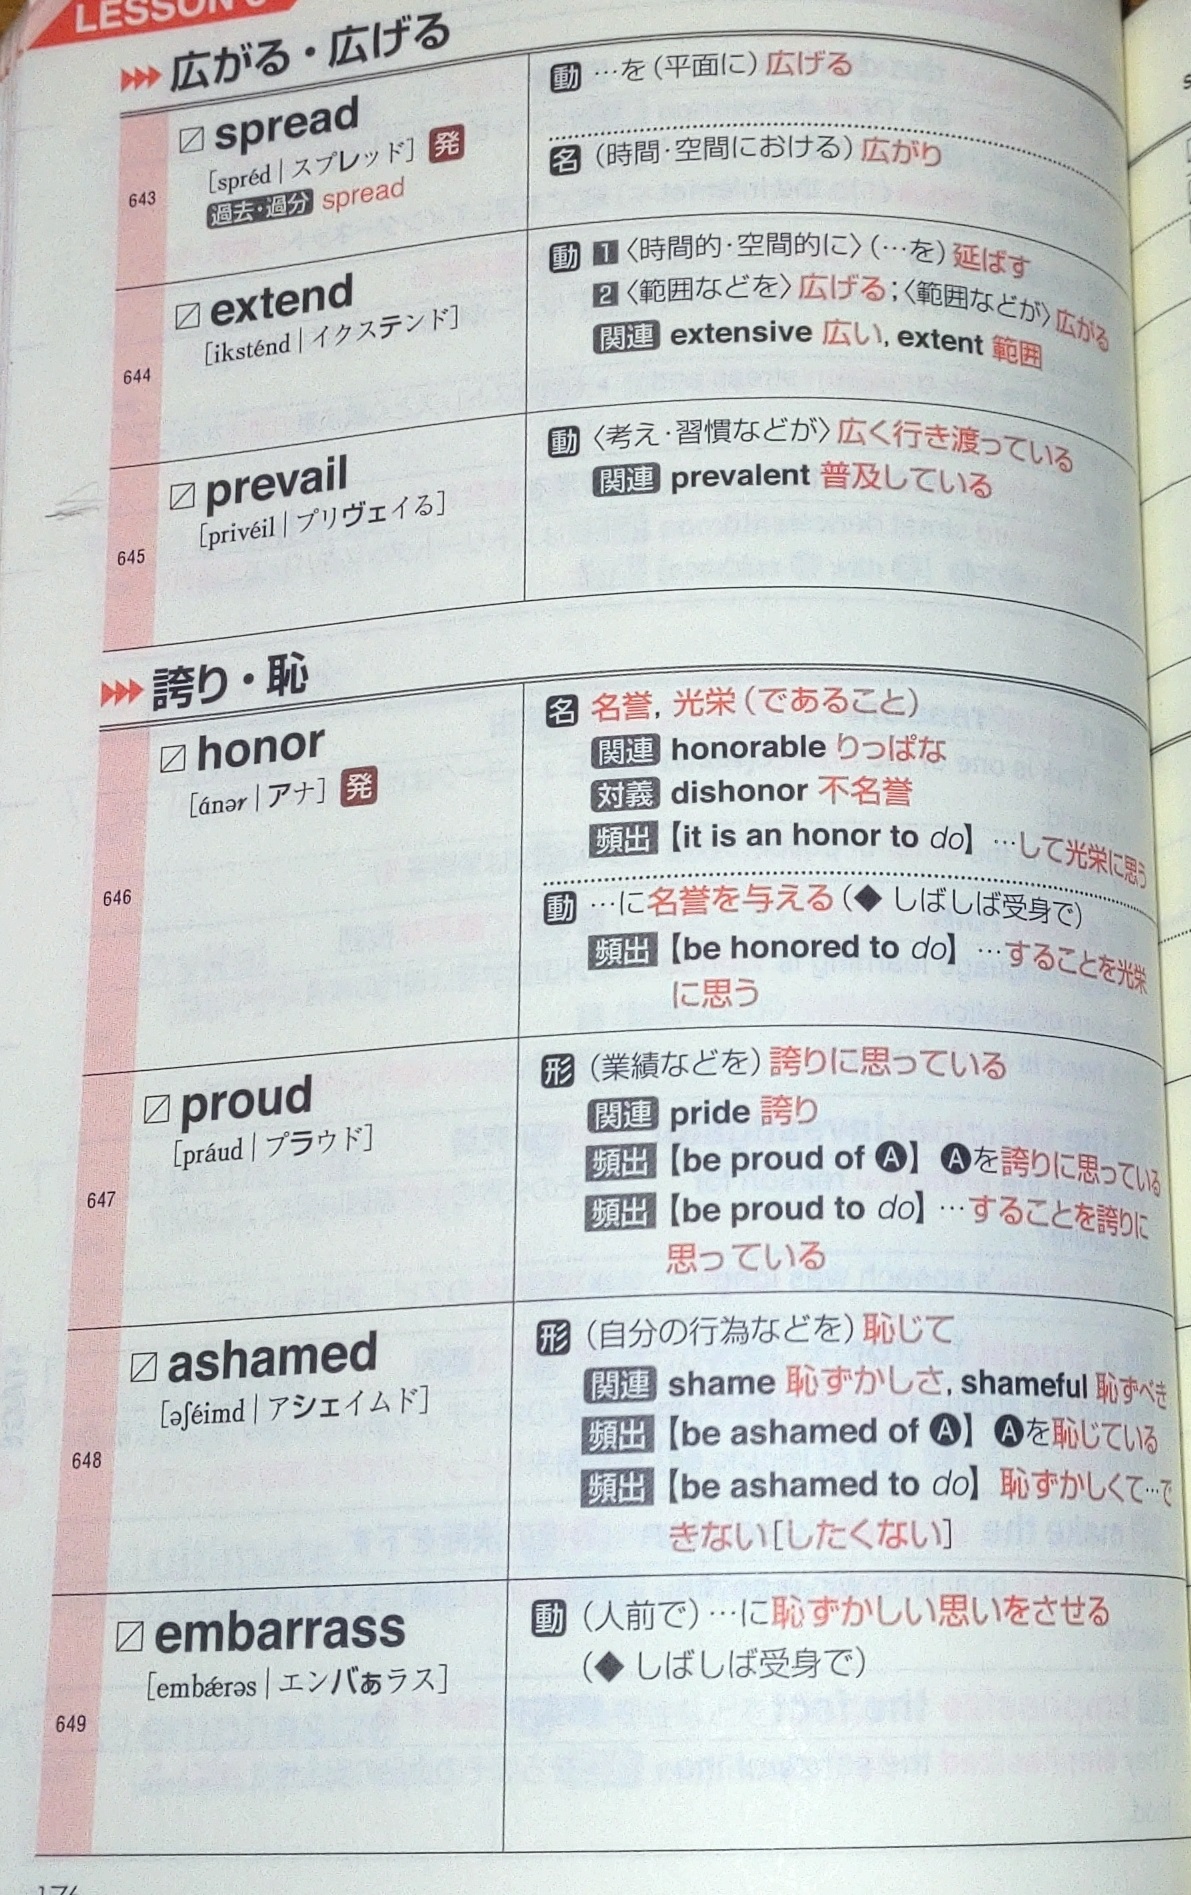 LESSON
広がる・広げる
643
spread
[spréd | スプレッド] 発
過去・過分 spread
動 …を(平面に)広げる
名 (時間・空間における)広がり
644
extend
[iksténd | イクステンド]
動 1 〈時間的・空間的に〉(…を)延ばす
2 〈範囲などを〉広げる;〈範囲などが〉広がる
関連 extensive 広い, extent 範囲
645
prevail
[privéil | プリヴェイる]
動 〈考え・習慣などが〉広く行き渡っている
関連 prevalent 普及している
誇り・恥
646
honor
[ánər | アナ] 発
名 名誉, 光栄(であること)
関連 honorable りっぱな
対義 dishonor 不名誉
頻出 【it is an honor to do】 …して光栄に思う
動 …に名誉を与える(◆ しばしば受身で)
頻出 【be honored to do】 …することを光栄
に思う
647
proud
[práud | プラウド]
形 (業績などを)誇りに思っている
関連 pride 誇り
頻出 【be proud of A】 Aを誇りに思っている
頻出 【be proud to do】 …することを誇りに
思っている
648
ashamed
[əʃéimd | アシェイムド]
形 (自分の行為などを)恥じて
関連 shame 恥ずかしさ, shameful 恥ずべき
頻出 【be ashamed of A】 Aを恥じている
頻出 【be ashamed to do】 恥ずかしくて…で
きない[したくない]
649
embarrass
[embǽrəs | エンバぁラス]
動 (人前で)…に恥ずかしい思いをさせる
(◆ しばしば受身で)